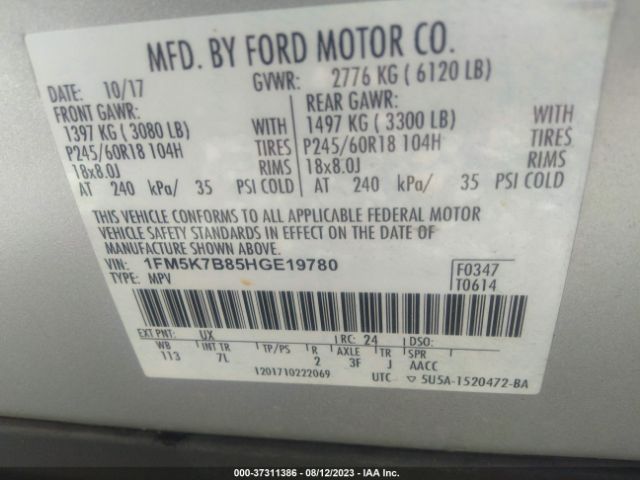 MFD. BY FORD MOTOR CO.
DATE: 10/17 GVWR: 2776 KG ( 6120 LB)
FRONT GAWR: REAR GAWR:
1397 KG ( 3080 LB) WITH 1497 KG ( 3300 LB) WITH
P245/60R18 104H TIRES P245/60R18 104H TIRES
18x8.0J RIMS 18x8.0J RIMS
AT 240 kPa/ 35 PSI COLD AT 240 kPa/ 35 PSI COLD
THIS VEHICLE CONFORMS TO ALL APPLICABLE FEDERAL MOTOR
VEHICLE SAFETY STANDARDS IN EFFECT ON THE DATE OF
MANUFACTURE SHOWN ABOVE.
VIN: 1FM5K7B85HGE19780 F0347
TYPE: MPV T0614
EXT PNT: UX RC: 24 DSO:
WB INT TR TP/PS R AXLE TR SPR
113 7L 2 3F J AACC
1201710222069 UTC ▽ 5U5A-1520472-BA
000-37311386 - 08/12/2023 - IAA Inc.